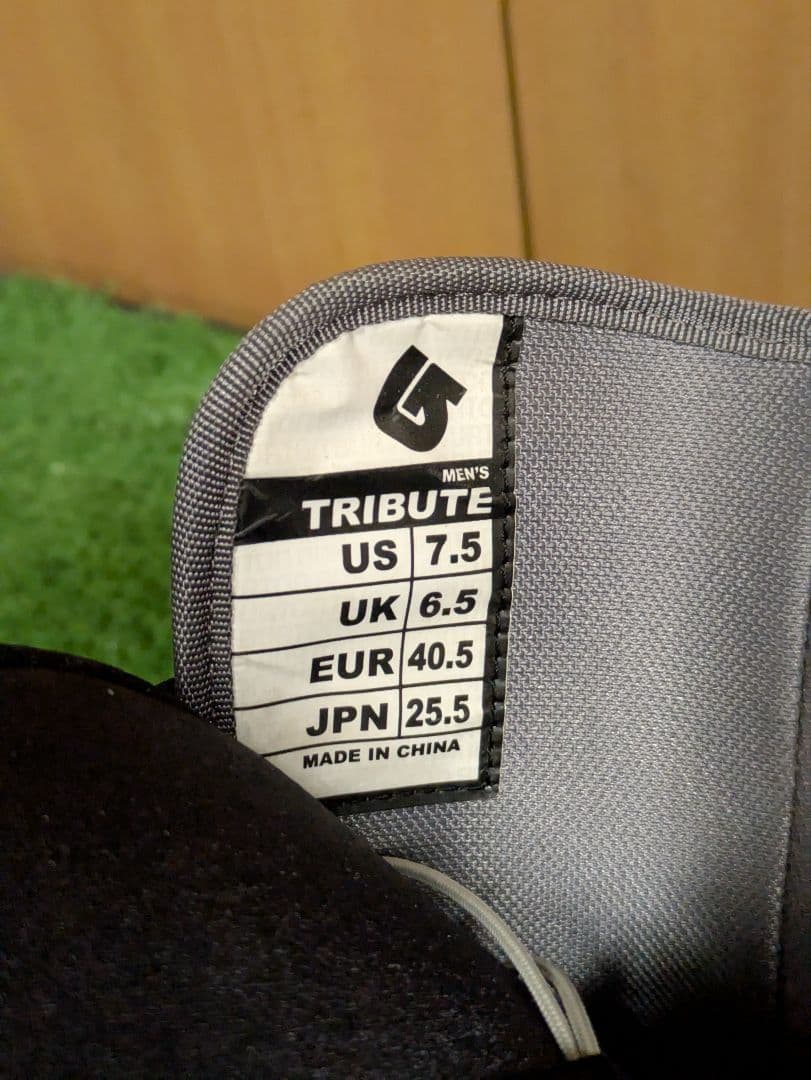 MEN'S
TRIBUTE
US 7.5
UK 6.5
EUR 40.5
JPN 25.5
MADE IN CHINA